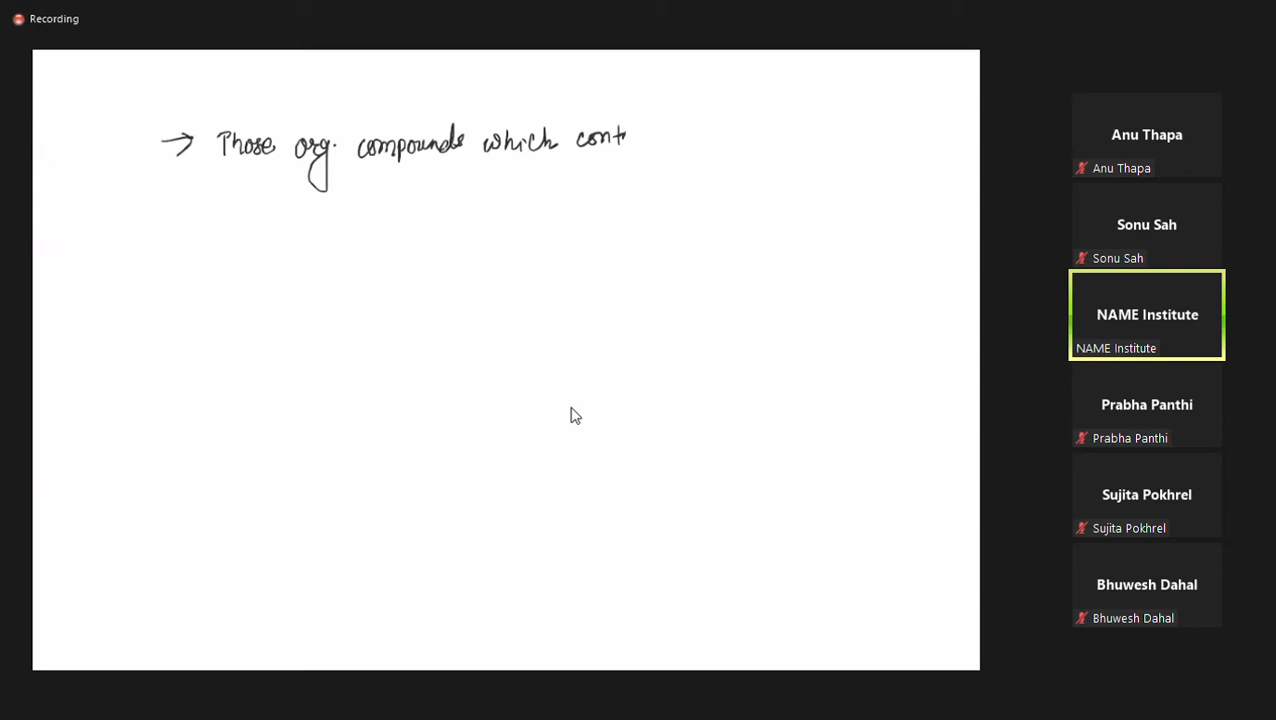 Recording
→ Those org. compounds which cont
Anu Thapa
Anu Thapa
Sonu Sah
Sonu Sah
NAME Institute
NAME Institute
Prabha Panthi
Prabha Panthi
Sujita Pokhrel
Sujita Pokhrel
Bhuwesh Dahal
Bhuwesh Dahal